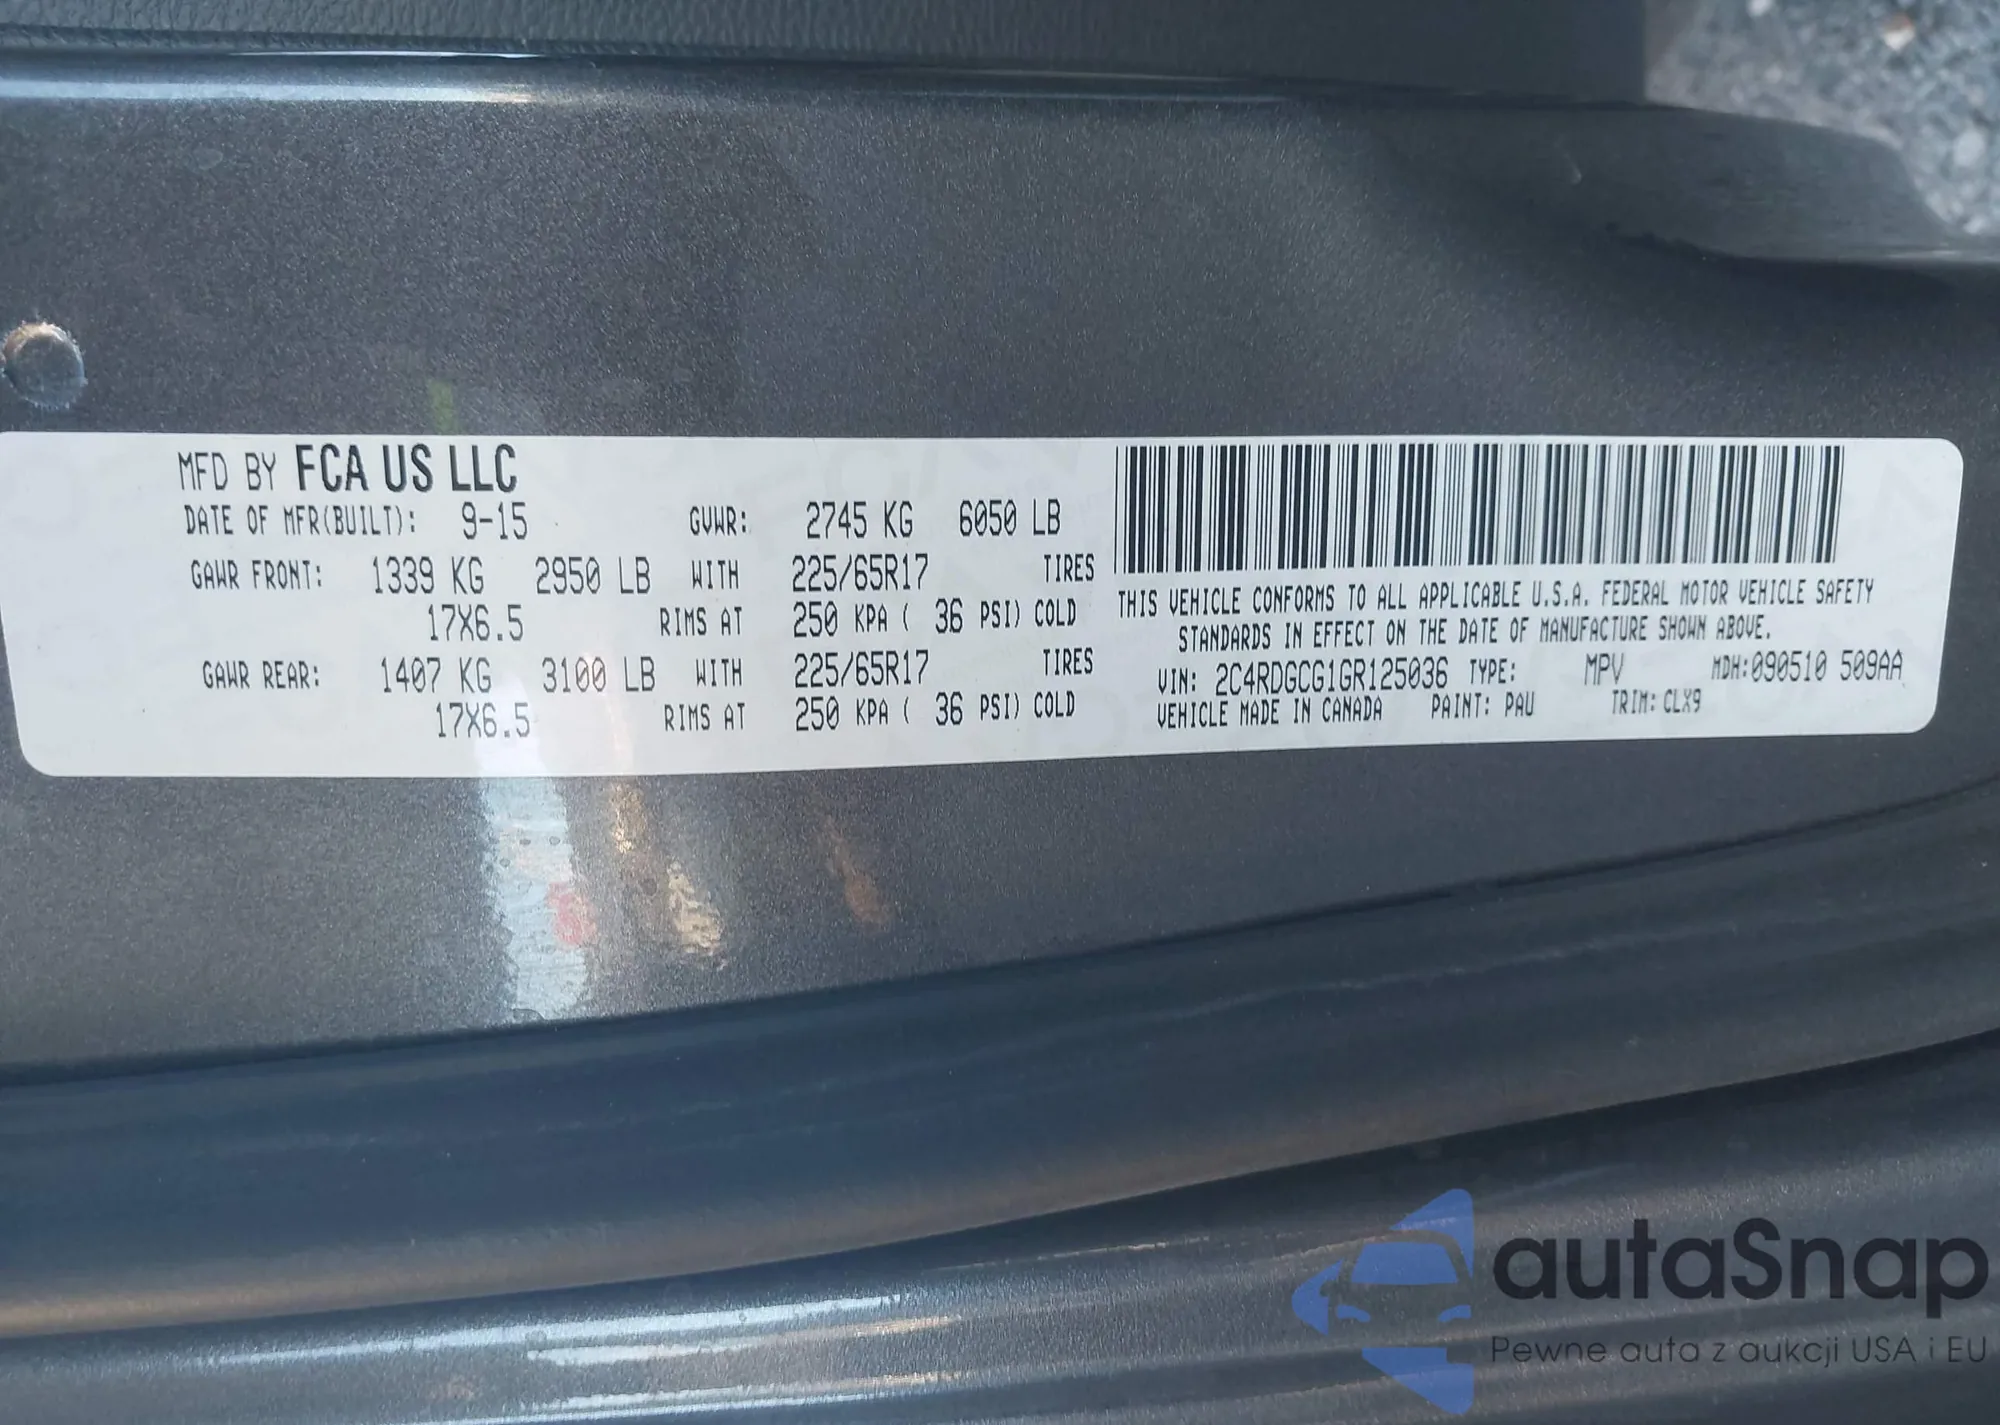 MFD BY FCA US LLC
DATE OF MFR(BUILT): 9-15 GVWR: 2745 KG 6050 LB
GAWR FRONT: 1339 KG 2950 LB WITH 225/65R17 TIRES
17X6.5 RIMS AT 250 KPA ( 36 PSI) COLD
GAWR REAR: 1407 KG 3100 LB WITH 225/65R17 TIRES
17X6.5 RIMS AT 250 KPA ( 36 PSI) COLD
THIS VEHICLE CONFORMS TO ALL APPLICABLE U.S.A. FEDERAL MOTOR VEHICLE SAFETY
STANDARDS IN EFFECT ON THE DATE OF MANUFACTURE SHOWN ABOVE.
VIN: 2C4RDGCG1GR125036 TYPE: MPV MDH:090510 509AA
VEHICLE MADE IN CANADA PAINT: PAU TRIM: CLX9
autaSnap
Pewne auta z aukcji USA i EU